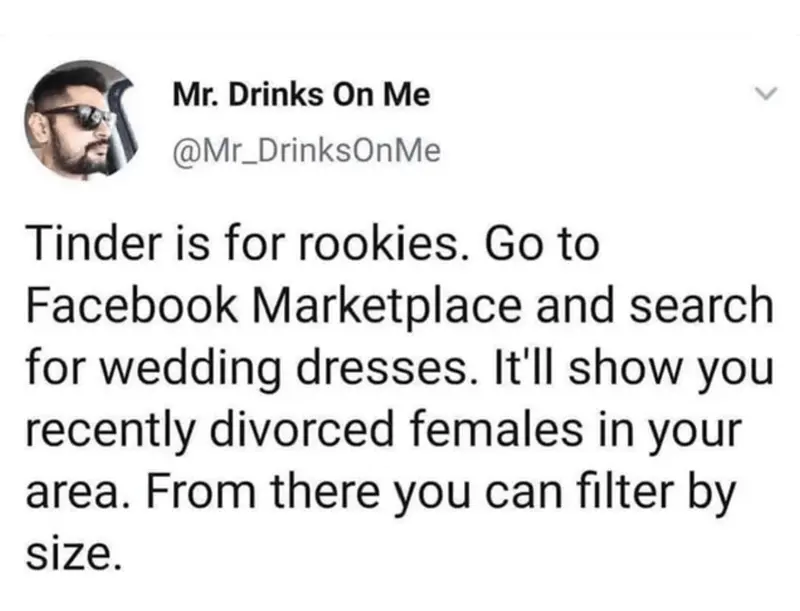 Mr. Drinks On Me
@Mr_DrinksOnMe
Tinder is for rookies. Go to
Facebook Marketplace and search
for wedding dresses. It'll show you
recently divorced females in your
area. From there you can filter by
size.